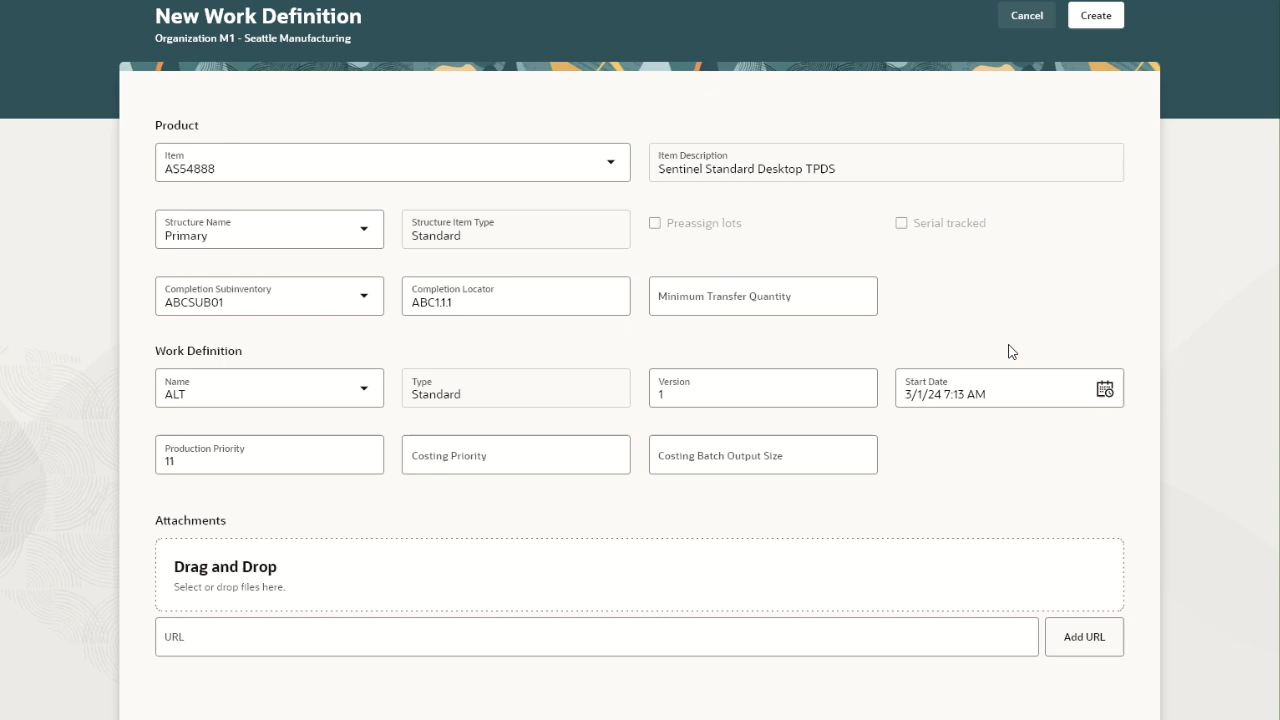 New Work Definition
Cancel
Create
Organization M1 - Seattle Manufacturing
Product
Item
AS54888
Item Description
Sentinel Standard Desktop TPDS
Structure Name
Primary
Structure Item Type
Standard
Preassign lots
Serial tracked
Completion Subinventory
ABCSUB01
Completion Locator
ABC1.1.1
Minimum Transfer Quantity
Work Definition
Name
ALT
Type
Standard
Version
1
Start Date
3/1/24 7:13 AM
Production Priority
11
Costing Priority
Costing Batch Output Size
Attachments
Drag and Drop
Select or drop files here.
URL
Add URL